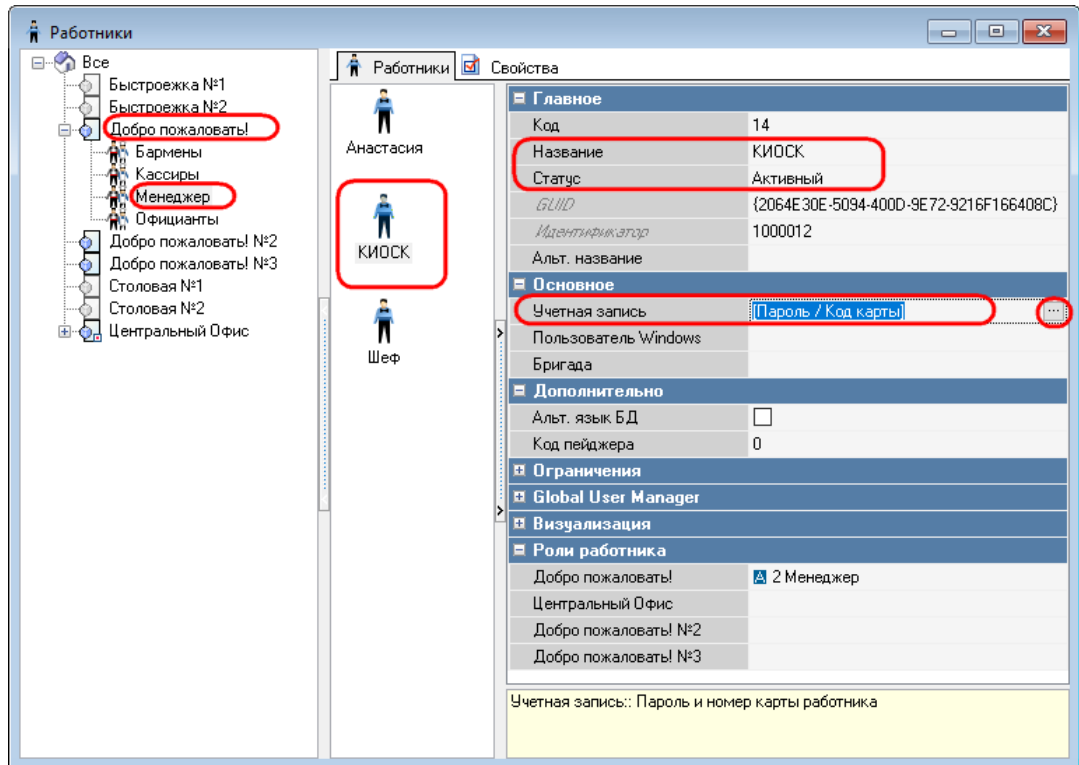 Работники
Все
Быстроежка №1
Быстроежка №2
Добро пожаловать!
Бармены
Кассиры
Менеджер
Официанты
Добро пожаловать! №2
Добро пожаловать! №3
Столовая №1
Столовая №2
Центральный Офис
Работники Свойства
Анастасия
КИОСК
Шеф
Главное
Код 14
Название КИОСК
Статус Активный
GUID {2064E30E-5094-400D-9E72-9216F166408C}
Идентификатор 1000012
Альт. название
Основное
Учетная запись [Пароль / Код карты] ...
Пользователь Windows
Бригада
Дополнительно
Альт. язык БД
Код пейджера 0
Ограничения
Global User Manager
Визуализация
Роли работника
Добро пожаловать! A 2 Менеджер
Центральный Офис
Добро пожаловать! №2
Добро пожаловать! №3
Учетная запись:: Пароль и номер карты работника